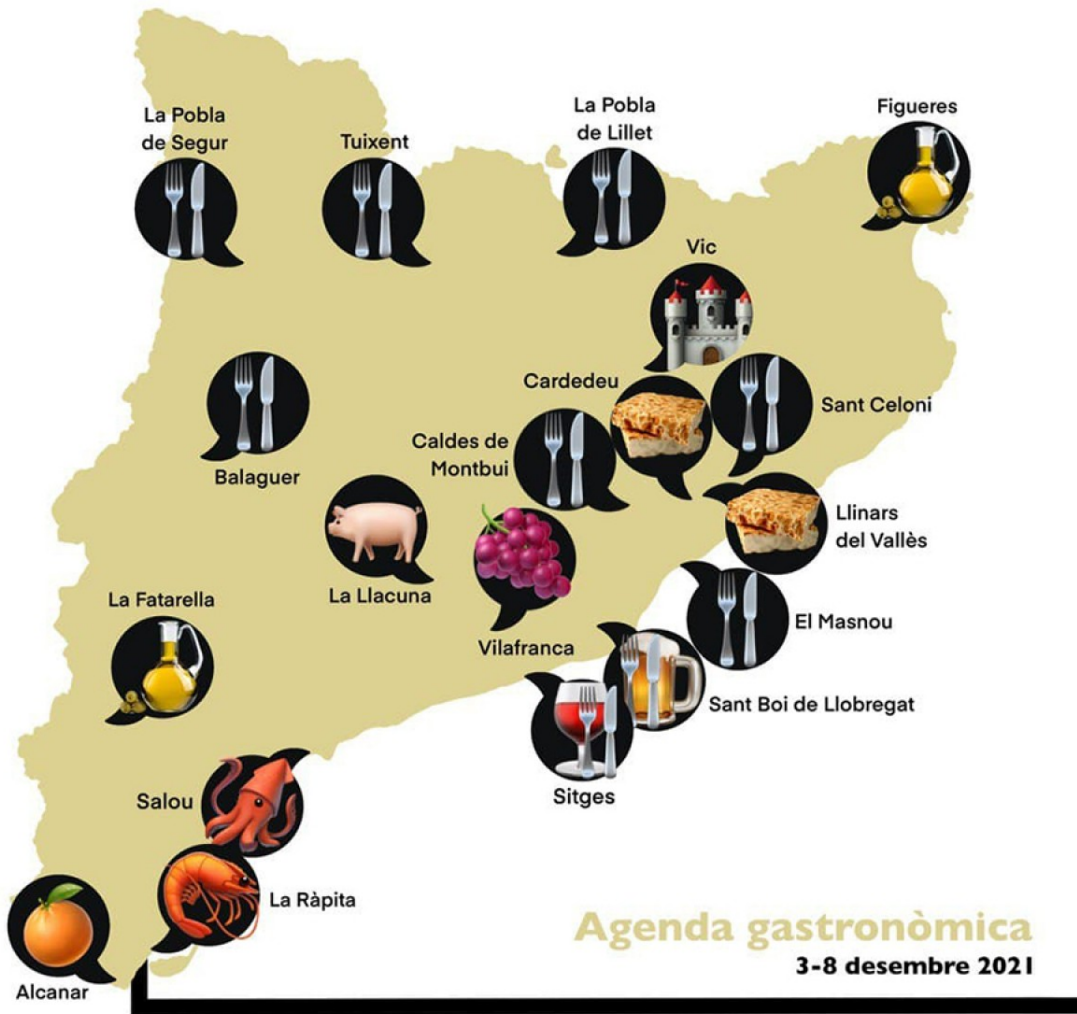 La Pobla
de Segur
Tuixent
La Pobla
de Lillet
Figueres
Vic
Cardedeu
Sant Celoni
Caldes de
Montbui
Balaguer
Llinars
del Vallès
La Llacuna
La Fatarella
El Masnou
Vilafranca
Sant Boi de Llobregat
Sitges
Salou
La Ràpita
Alcanar
Agenda gastronòmica
3-8 desembre 2021